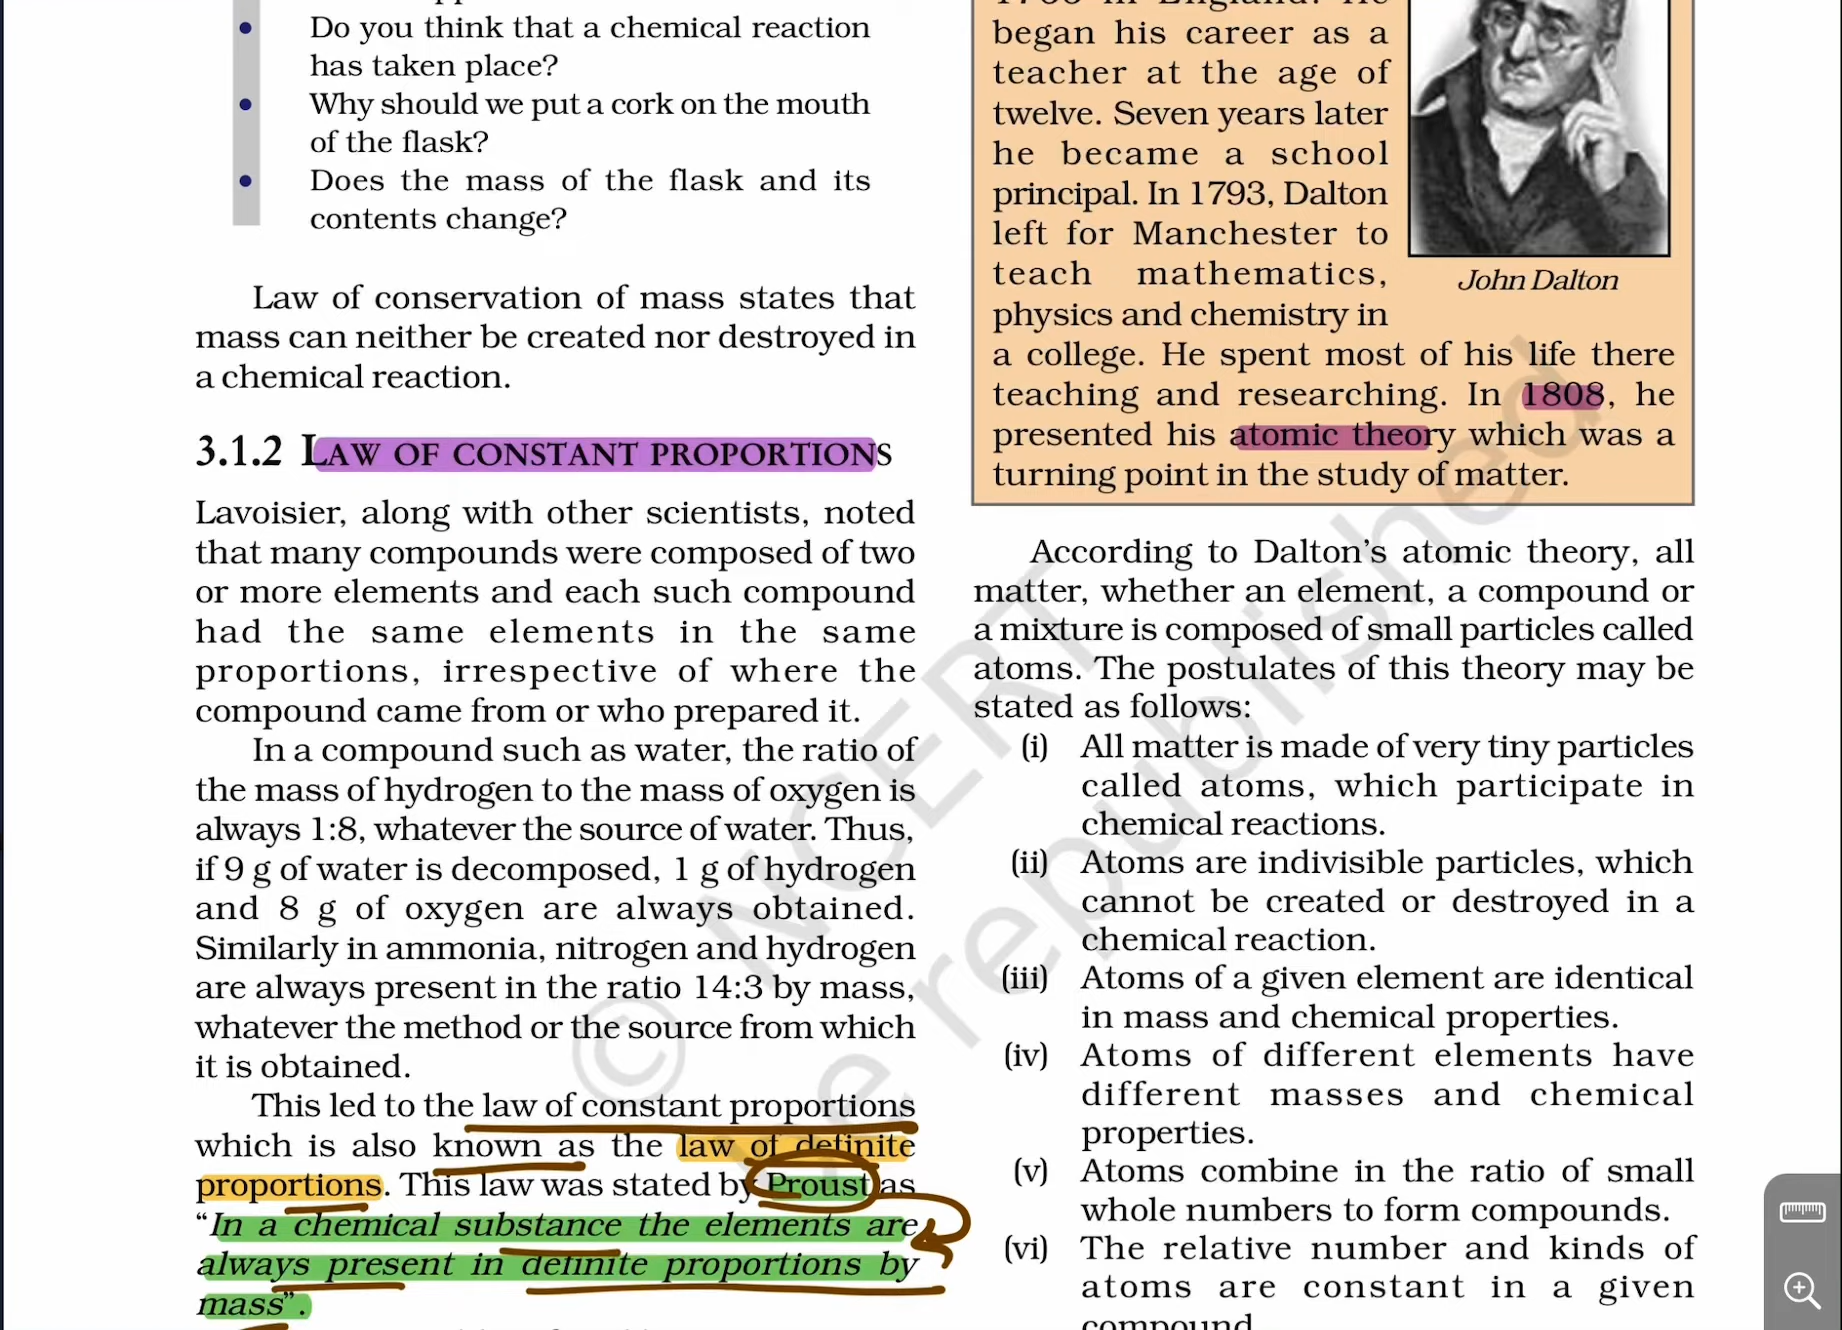 • Do you think that a chemical reaction
has taken place?
• Why should we put a cork on the mouth
of the flask?
• Does the mass of the flask and its
contents change?
Law of conservation of mass states that
mass can neither be created nor destroyed in
a chemical reaction.
3.1.2 LAW OF CONSTANT PROPORTIONS
Lavoisier, along with other scientists, noted
that many compounds were composed of two
or more elements and each such compound
had the same elements in the same
proportions, irrespective of where the
compound came from or who prepared it.
In a compound such as water, the ratio of
the mass of hydrogen to the mass of oxygen is
always 1:8, whatever the source of water. Thus,
if 9 g of water is decomposed, 1 g of hydrogen
and 8 g of oxygen are always obtained.
Similarly in ammonia, nitrogen and hydrogen
are always present in the ratio 14:3 by mass,
whatever the method or the source from which
it is obtained.
This led to the law of constant proportions
which is also known as the law of definite
proportions. This law was stated by Proust as
“In a chemical substance the elements are
always present in definite proportions by
mass”.
began his career as a
teacher at the age of
twelve. Seven years later
he became a school
principal. In 1793, Dalton
left for Manchester to
teach mathematics,
physics and chemistry in
a college. He spent most of his life there
teaching and researching. In 1808, he
presented his atomic theory which was a
turning point in the study of matter.
John Dalton
According to Dalton’s atomic theory, all
matter, whether an element, a compound or
a mixture is composed of small particles called
atoms. The postulates of this theory may be
stated as follows:
(i) All matter is made of very tiny particles
called atoms, which participate in
chemical reactions.
(ii) Atoms are indivisible particles, which
cannot be created or destroyed in a
chemical reaction.
(iii) Atoms of a given element are identical
in mass and chemical properties.
(iv) Atoms of different elements have
different masses and chemical
properties.
(v) Atoms combine in the ratio of small
whole numbers to form compounds.
(vi) The relative number and kinds of
atoms are constant in a given
compound.
© NCERT
be republished